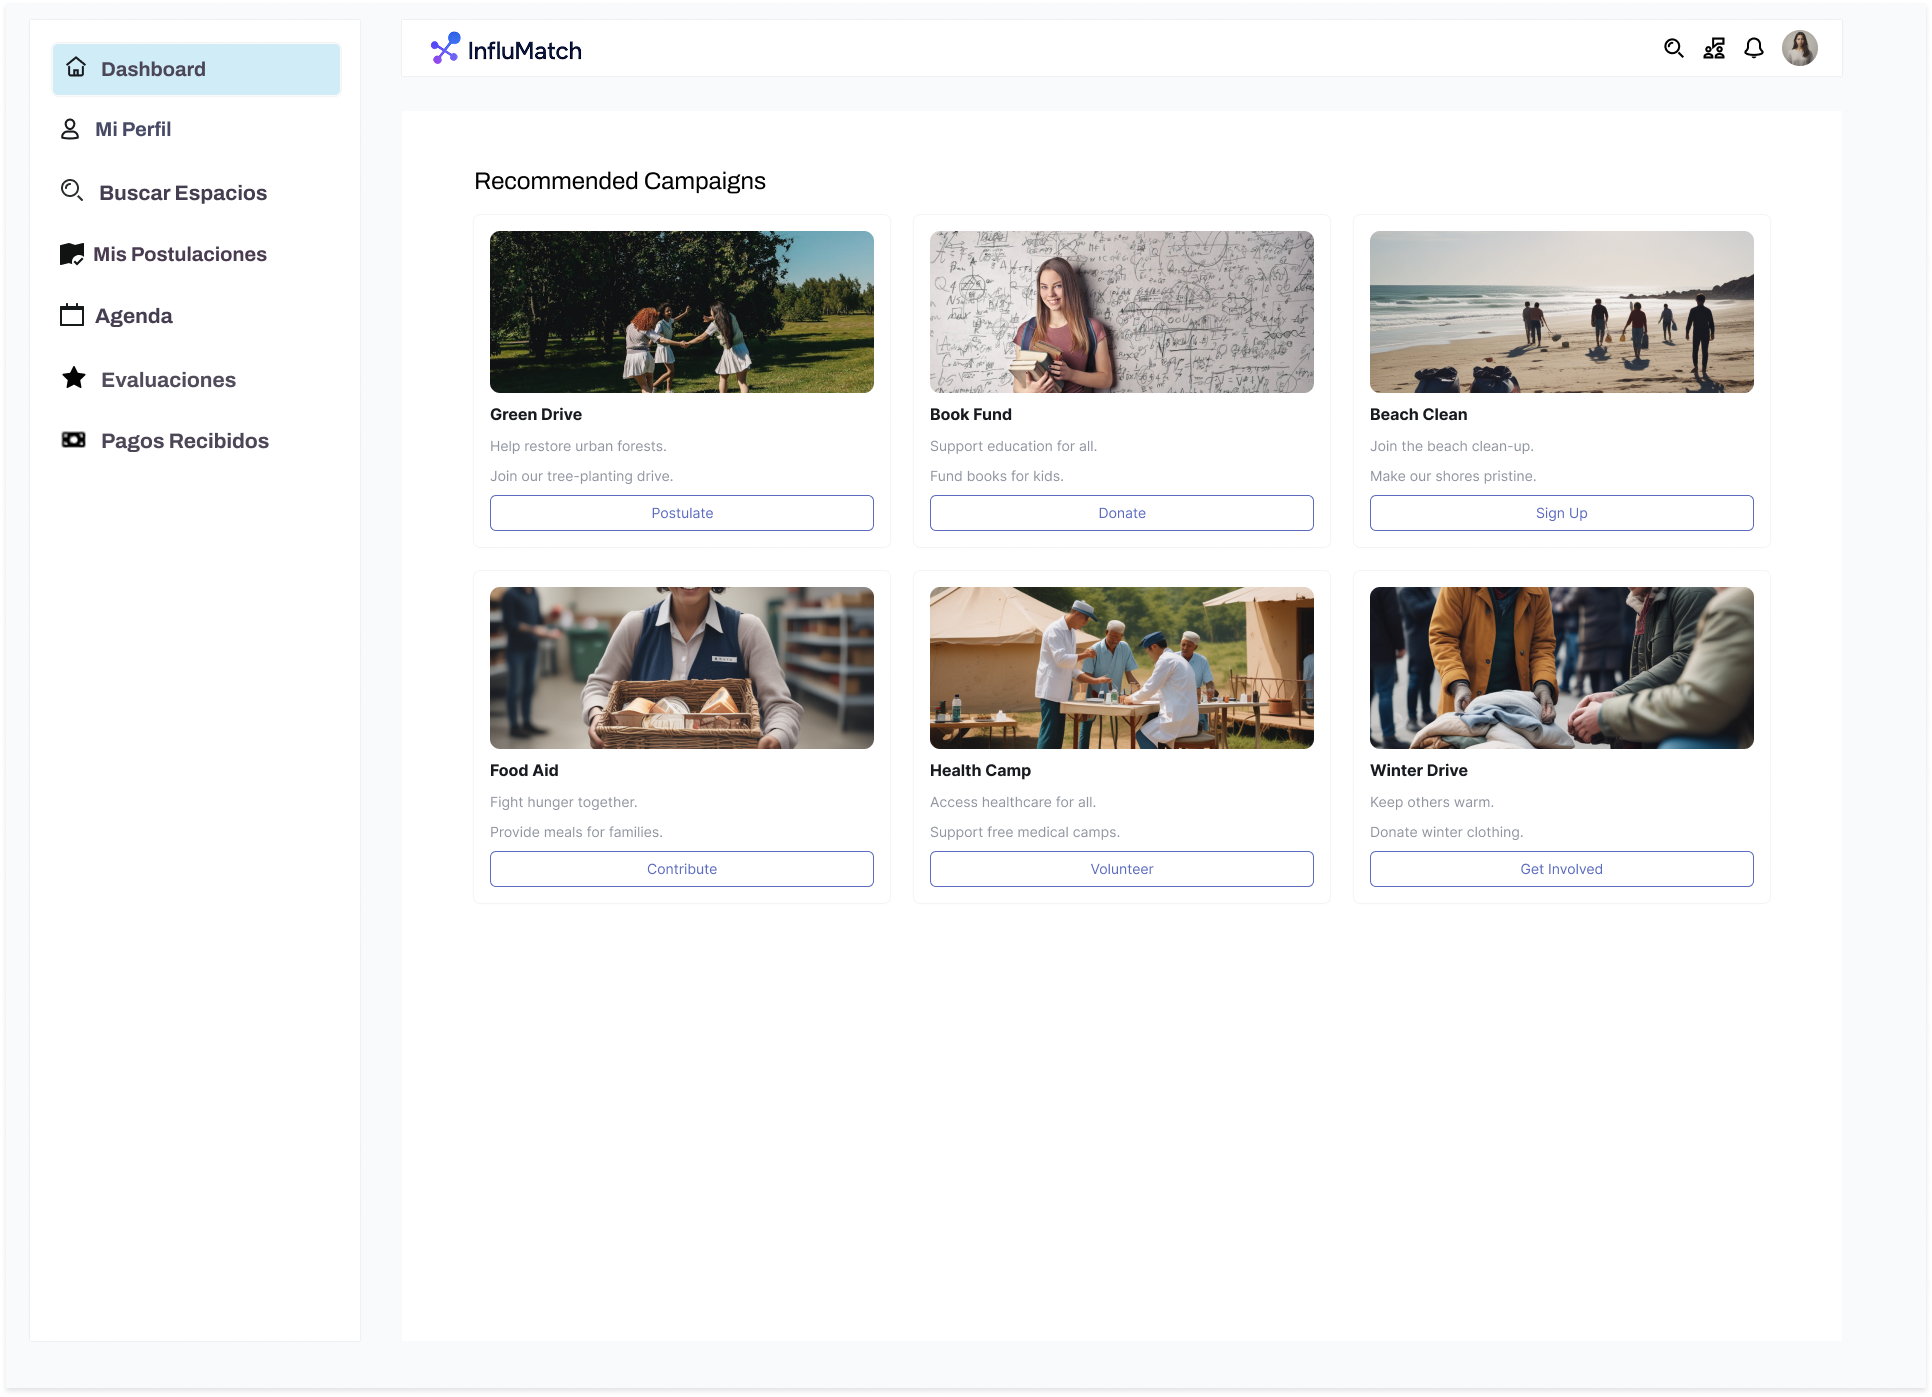 Dashboard
Mi Perfil
Buscar Espacios
Mis Postulaciones
Agenda
Evaluaciones
Pagos Recibidos
InfluMatch
Recommended Campaigns
Green Drive
Help restore urban forests.
Join our tree-planting drive.
Postulate
Book Fund
Support education for all.
Fund books for kids.
Donate
Beach Clean
Join the beach clean-up.
Make our shores pristine.
Sign Up
Food Aid
Fight hunger together.
Provide meals for families.
Contribute
Health Camp
Access healthcare for all.
Support free medical camps.
Volunteer
Winter Drive
Keep others warm.
Donate winter clothing.
Get Involved